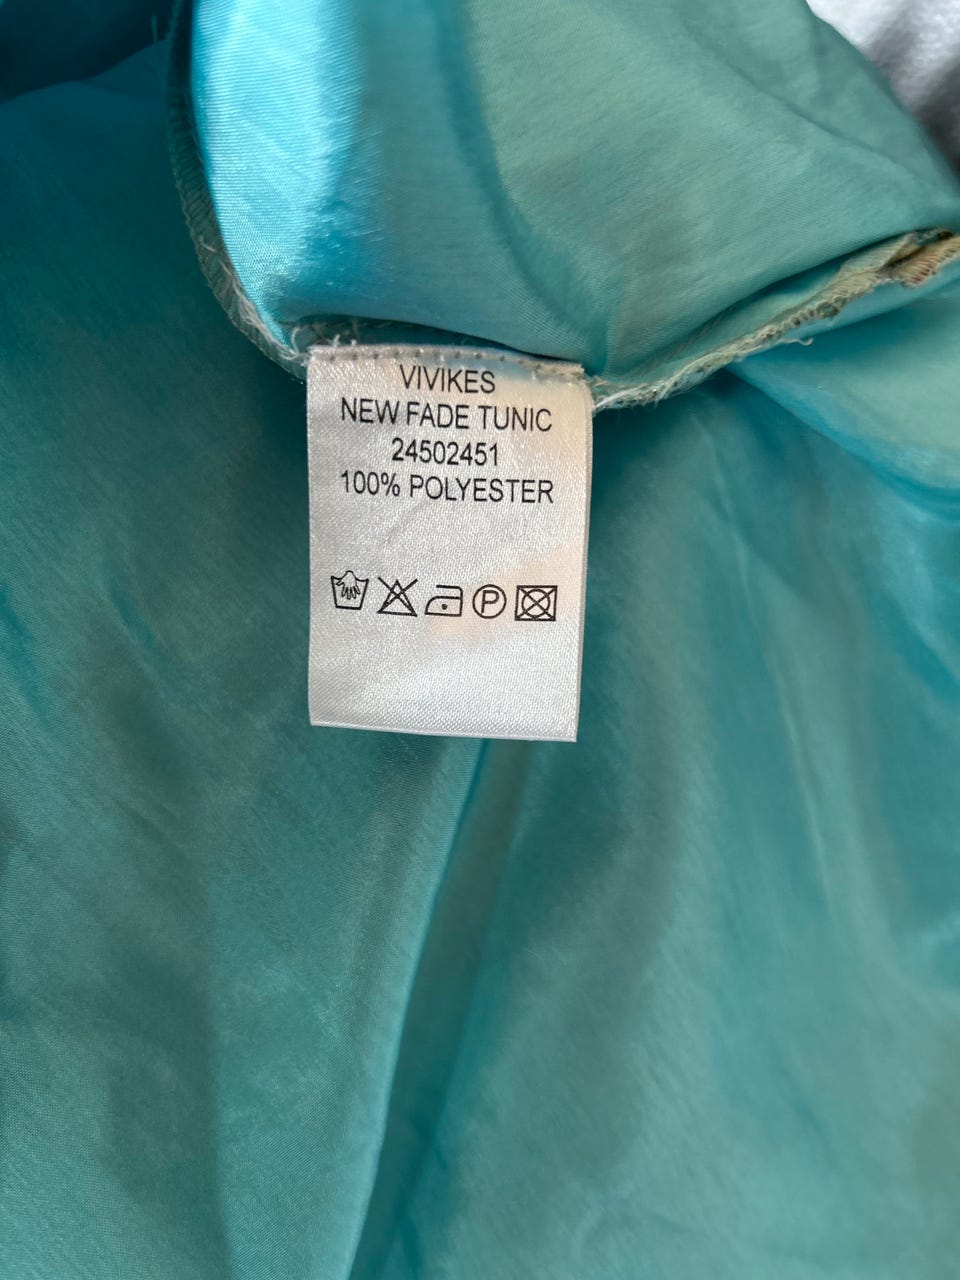 VIVIKES
NEW FADE TUNIC
24502451
100% POLYESTER
P